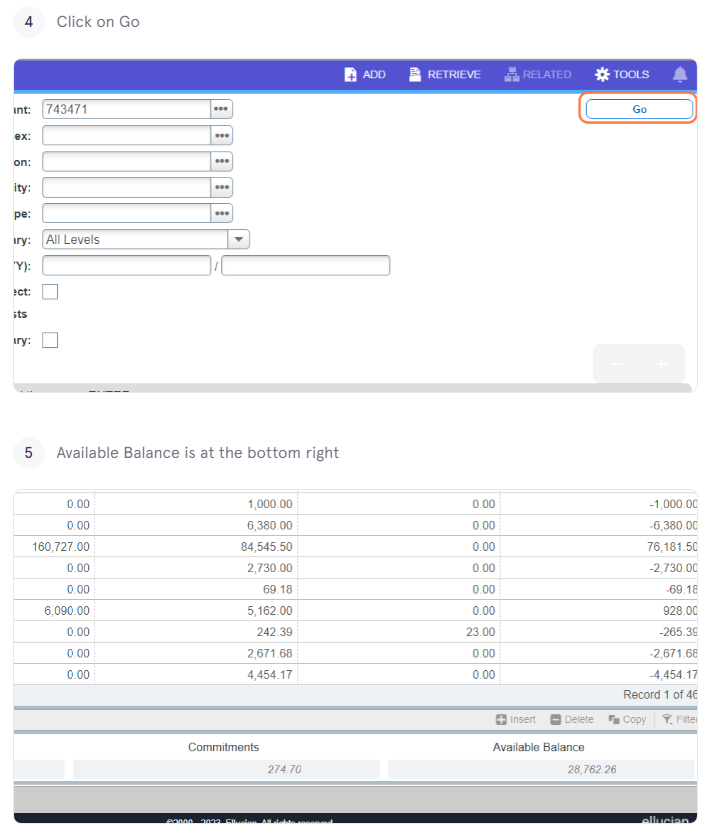 4 Click on Go
ADD RETRIEVE RELATED TOOLS
nt: 743471 ••• Go
ex: •••
on: •••
ity: •••
pe: •••
ary: All Levels
Y): /
ect:
sts
ary:
− +
5 Available Balance is at the bottom right
0.00 1,000.00 0.00 -1,000.00
0.00 6,380.00 0.00 -6,380.00
160,727.00 84,545.50 0.00 76,181.50
0.00 2,730.00 0.00 -2,730.00
0.00 69.18 0.00 -69.18
6,090.00 5,162.00 0.00 928.00
0.00 242.39 23.00 -265.39
0.00 2,671.68 0.00 -2,671.68
0.00 4,454.17 0.00 -4,454.17
Record 1 of 46
Insert Delete Copy Filter
Commitments Available Balance
274.70 28,762.26
©2000 - 2023 Ellucian. All rights reserved. ellucian